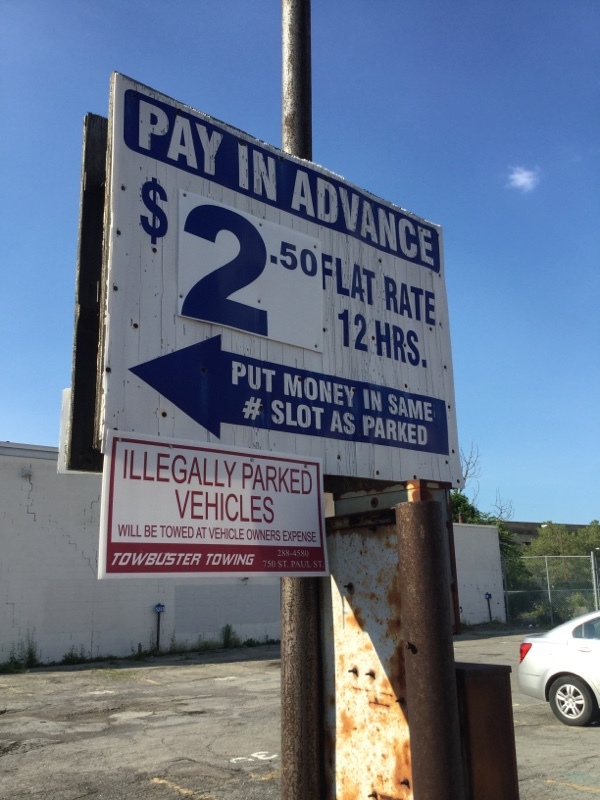 PAY IN ADVANCE
$2.50 FLAT RATE
12 HRS.
PUT MONEY IN SAME
# SLOT AS PARKED
ILLEGALLY PARKED
VEHICLES
WILL BE TOWED AT VEHICLE OWNERS EXPENSE
TOWBUSTER TOWING 288-4580
750 ST. PAUL ST